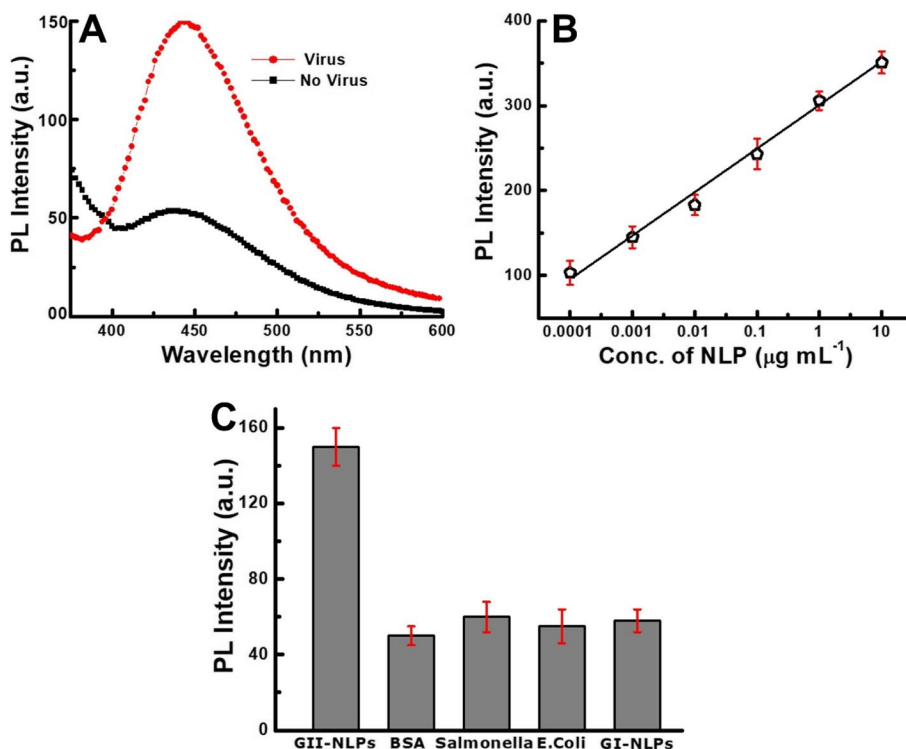 A
PL Intensity (a.u.)
150
100
50
00
Virus
No Virus
400 450 500 550 600
Wavelength (nm)
B
PL Intensity (a.u.)
400
300
200
100
0.0001 0.001 0.01 0.1 1 10
Conc. of NLP (μg mL⁻¹)
C
PL Intensity (a.u.)
160
120
80
40
0
GII-NLPs BSA Salmonella E.Coli GI-NLPs